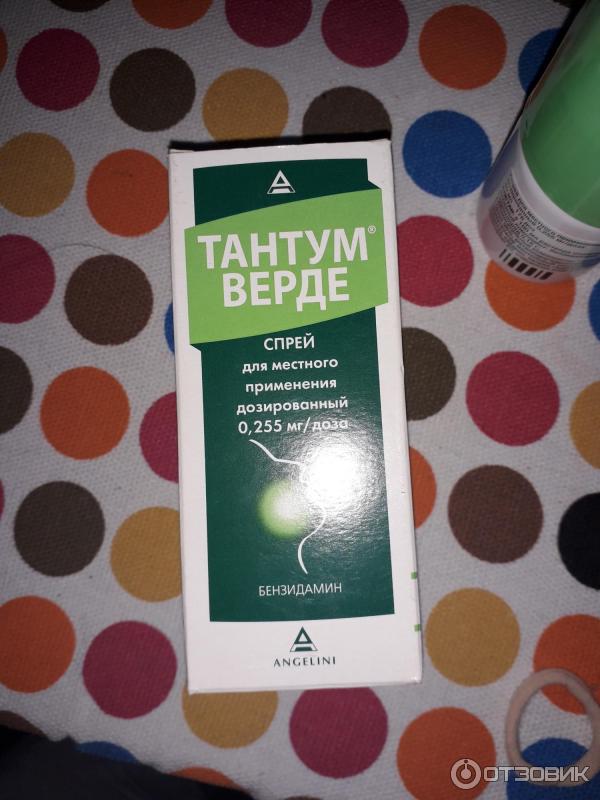 ТАНТУМ®
ВЕРДЕ
СПРЕЙ
для местного
применения
дозированный
0,255 мг/доза
БЕНЗИДАМИН
ANGELINI
ОТЗОВИК